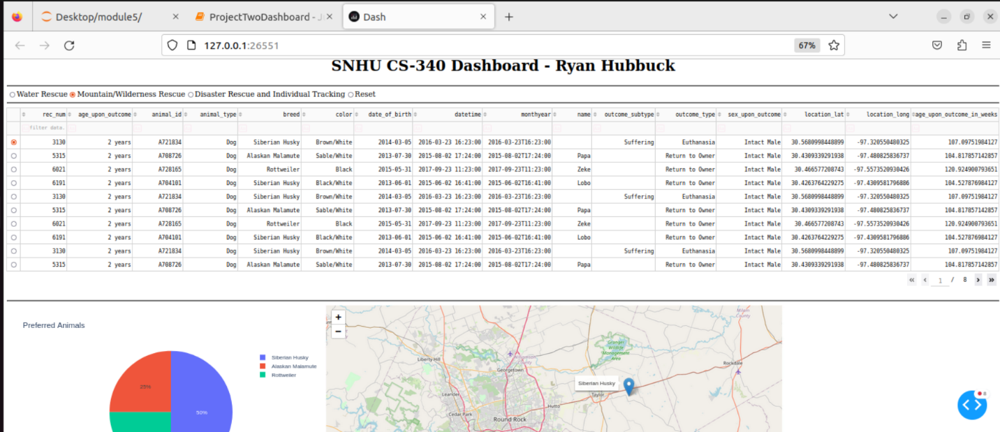 Desktop/module5/ ProjectTwoDashboard - J Dash
127.0.0.1:26551 67%
SNHU CS-340 Dashboard - Ryan Hubbuck
Water Rescue Mountain/Wilderness Rescue Disaster Rescue and Individual Tracking Reset
rec_num age_upon_outcome animal_id animal_type breed color date_of_birth datetime monthyear name outcome_subtype outcome_type sex_upon_outcome location_lat location_long age_upon_outcome_in_weeks
filter data.
3130 2 years A721834 Dog Siberian Husky Brown/White 2014-03-05 2016-03-23 16:23:00 2016-03-23T16:23:00 Suffering Euthanasia Intact Male 30.5680998448899 -97.320550480325 107.09751984127
5315 2 years A708726 Dog Alaskan Malamute Sable/White 2013-07-30 2015-08-02 17:24:00 2015-08-02T17:24:00 Papa Return to Owner Intact Male 30.4309339291938 -97.480825836737 104.817857142857
6021 2 years A728165 Dog Rottweiler Black 2015-05-31 2017-09-23 11:23:00 2017-09-23T11:23:00 Zeke Return to Owner Intact Male 30.466577208743 -97.5573520930426 120.924900793651
6191 2 years A704101 Dog Siberian Husky Black/White 2013-06-01 2015-06-02 16:41:00 2015-06-02T16:41:00 Lobo Return to Owner Intact Male 30.4263764229275 -97.4309581796886 104.527876984127
3130 2 years A721834 Dog Siberian Husky Brown/White 2014-03-05 2016-03-23 16:23:00 2016-03-23T16:23:00 Suffering Euthanasia Intact Male 30.5680998448899 -97.320550480325 107.09751984127
5315 2 years A708726 Dog Alaskan Malamute Sable/White 2013-07-30 2015-08-02 17:24:00 2015-08-02T17:24:00 Papa Return to Owner Intact Male 30.4309339291938 -97.480825836737 104.817857142857
6021 2 years A728165 Dog Rottweiler Black 2015-05-31 2017-09-23 11:23:00 2017-09-23T11:23:00 Zeke Return to Owner Intact Male 30.466577208743 -97.5573520930426 120.924900793651
6191 2 years A704101 Dog Siberian Husky Black/White 2013-06-01 2015-06-02 16:41:00 2015-06-02T16:41:00 Lobo Return to Owner Intact Male 30.4263764229275 -97.4309581796886 104.527876984127
3130 2 years A721834 Dog Siberian Husky Brown/White 2014-03-05 2016-03-23 16:23:00 2016-03-23T16:23:00 Suffering Euthanasia Intact Male 30.5680998448899 -97.320550480325 107.09751984127
5315 2 years A708726 Dog Alaskan Malamute Sable/White 2013-07-30 2015-08-02 17:24:00 2015-08-02T17:24:00 Papa Return to Owner Intact Male 30.4309339291938 -97.480825836737 104.817857142857
« ‹ 1 / 8 › »
Preferred Animals
Siberian Husky
Alaskan Malamute
Rottweiler
25%
50%
+
−
Milam
County
Granger
Wildlife
Management
Area
Liberty Hill
Williamson
County
Georgetown
Rockdale
Siberian Husky
Leander
Taylor
Hutto
Cedar Park
Round Rock